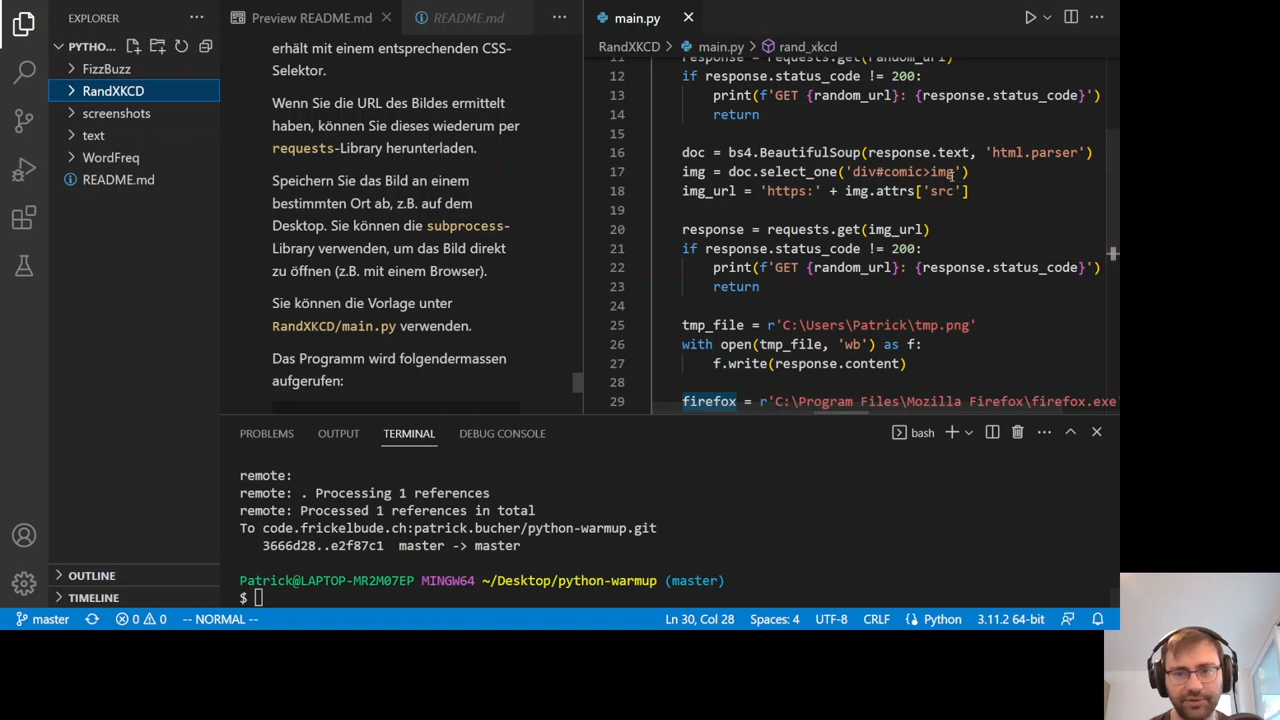 EXPLORER
PYTHO...
FizzBuzz
RandXKCD
screenshots
text
WordFreq
README.md
OUTLINE
TIMELINE
Preview README.md
README.md
erhält mit einem entsprechenden CSS-
Selektor.
Wenn Sie die URL des Bildes ermittelt
haben, können Sie dieses wiederum per
requests-Library herunterladen.
Speichern Sie das Bild an einem
bestimmten Ort ab, z.B. auf dem
Desktop. Sie können die subprocess-
Library verwenden, um das Bild direkt
zu öffnen (z.B. mit einem Browser).
Sie können die Vorlage unter
RandXKCD/main.py verwenden.
Das Programm wird folgendermassen
aufgerufen:
main.py
RandXKCD > main.py > rand_xkcd
11 response = requests.get(random_url)
12 if response.status_code != 200:
13 print(f'GET {random_url}: {response.status_code}')
14 return
15
16 doc = bs4.BeautifulSoup(response.text, 'html.parser')
17 img = doc.select_one('div#comic>img')
18 img_url = 'https:' + img.attrs['src']
19
20 response = requests.get(img_url)
21 if response.status_code != 200:
22 print(f'GET {random_url}: {response.status_code}')
23 return
24
25 tmp_file = r'C:\Users\Patrick\tmp.png'
26 with open(tmp_file, 'wb') as f:
27 f.write(response.content)
28
29 firefox = r'C:\Program Files\Mozilla Firefox\firefox.exe'
PROBLEMS OUTPUT TERMINAL DEBUG CONSOLE
bash
remote:
remote: . Processing 1 references
remote: Processed 1 references in total
To code.frickelbude.ch:patrick.bucher/python-warmup.git
3666d28..e2f87c1 master -> master
Patrick@LAPTOP-MR2M07EP MINGW64 ~/Desktop/python-warmup (master)
$
master 0 0 -- NORMAL -- Ln 30, Col 28 Spaces: 4 UTF-8 CRLF Python 3.11.2 64-bit